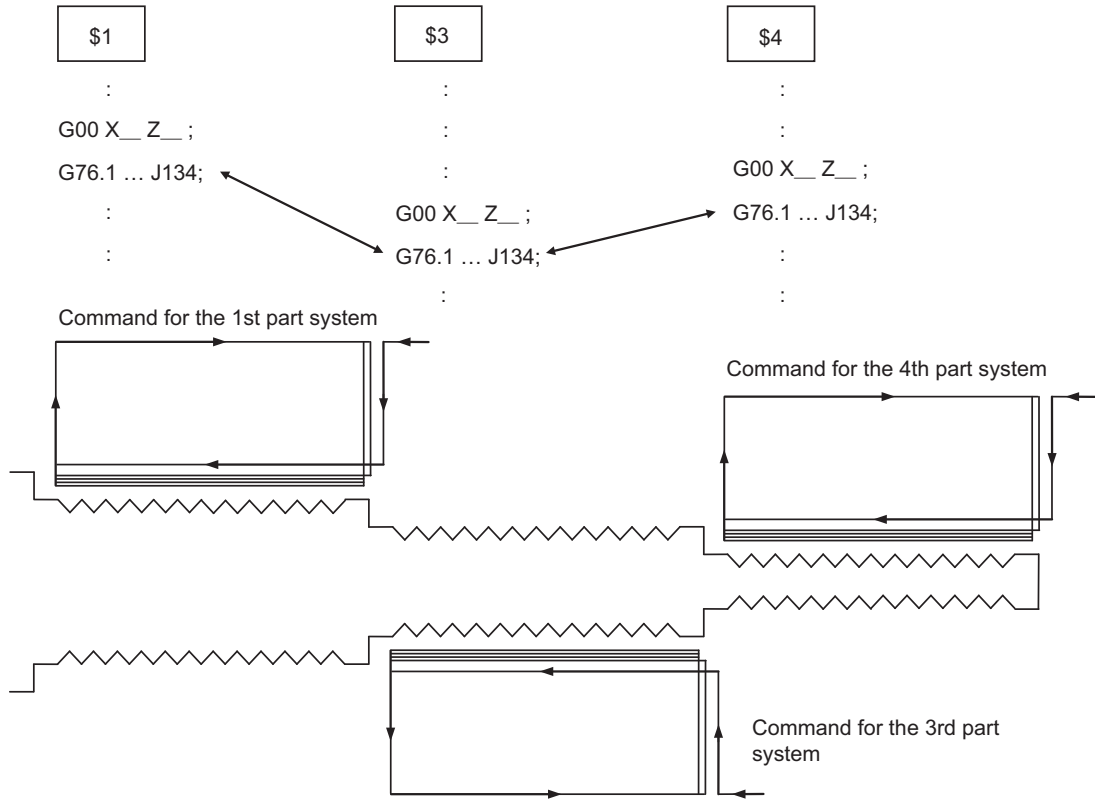 $1
:
G00 X__ Z__ ;
G76.1 … J134;
:
:
$3
:
:
:
G00 X__ Z__ ;
G76.1 … J134;
:
$4
:
:
G00 X__ Z__ ;
G76.1 … J134;
:
:
Command for the 1st part system
Command for the 4th part system
Command for the 3rd part
system